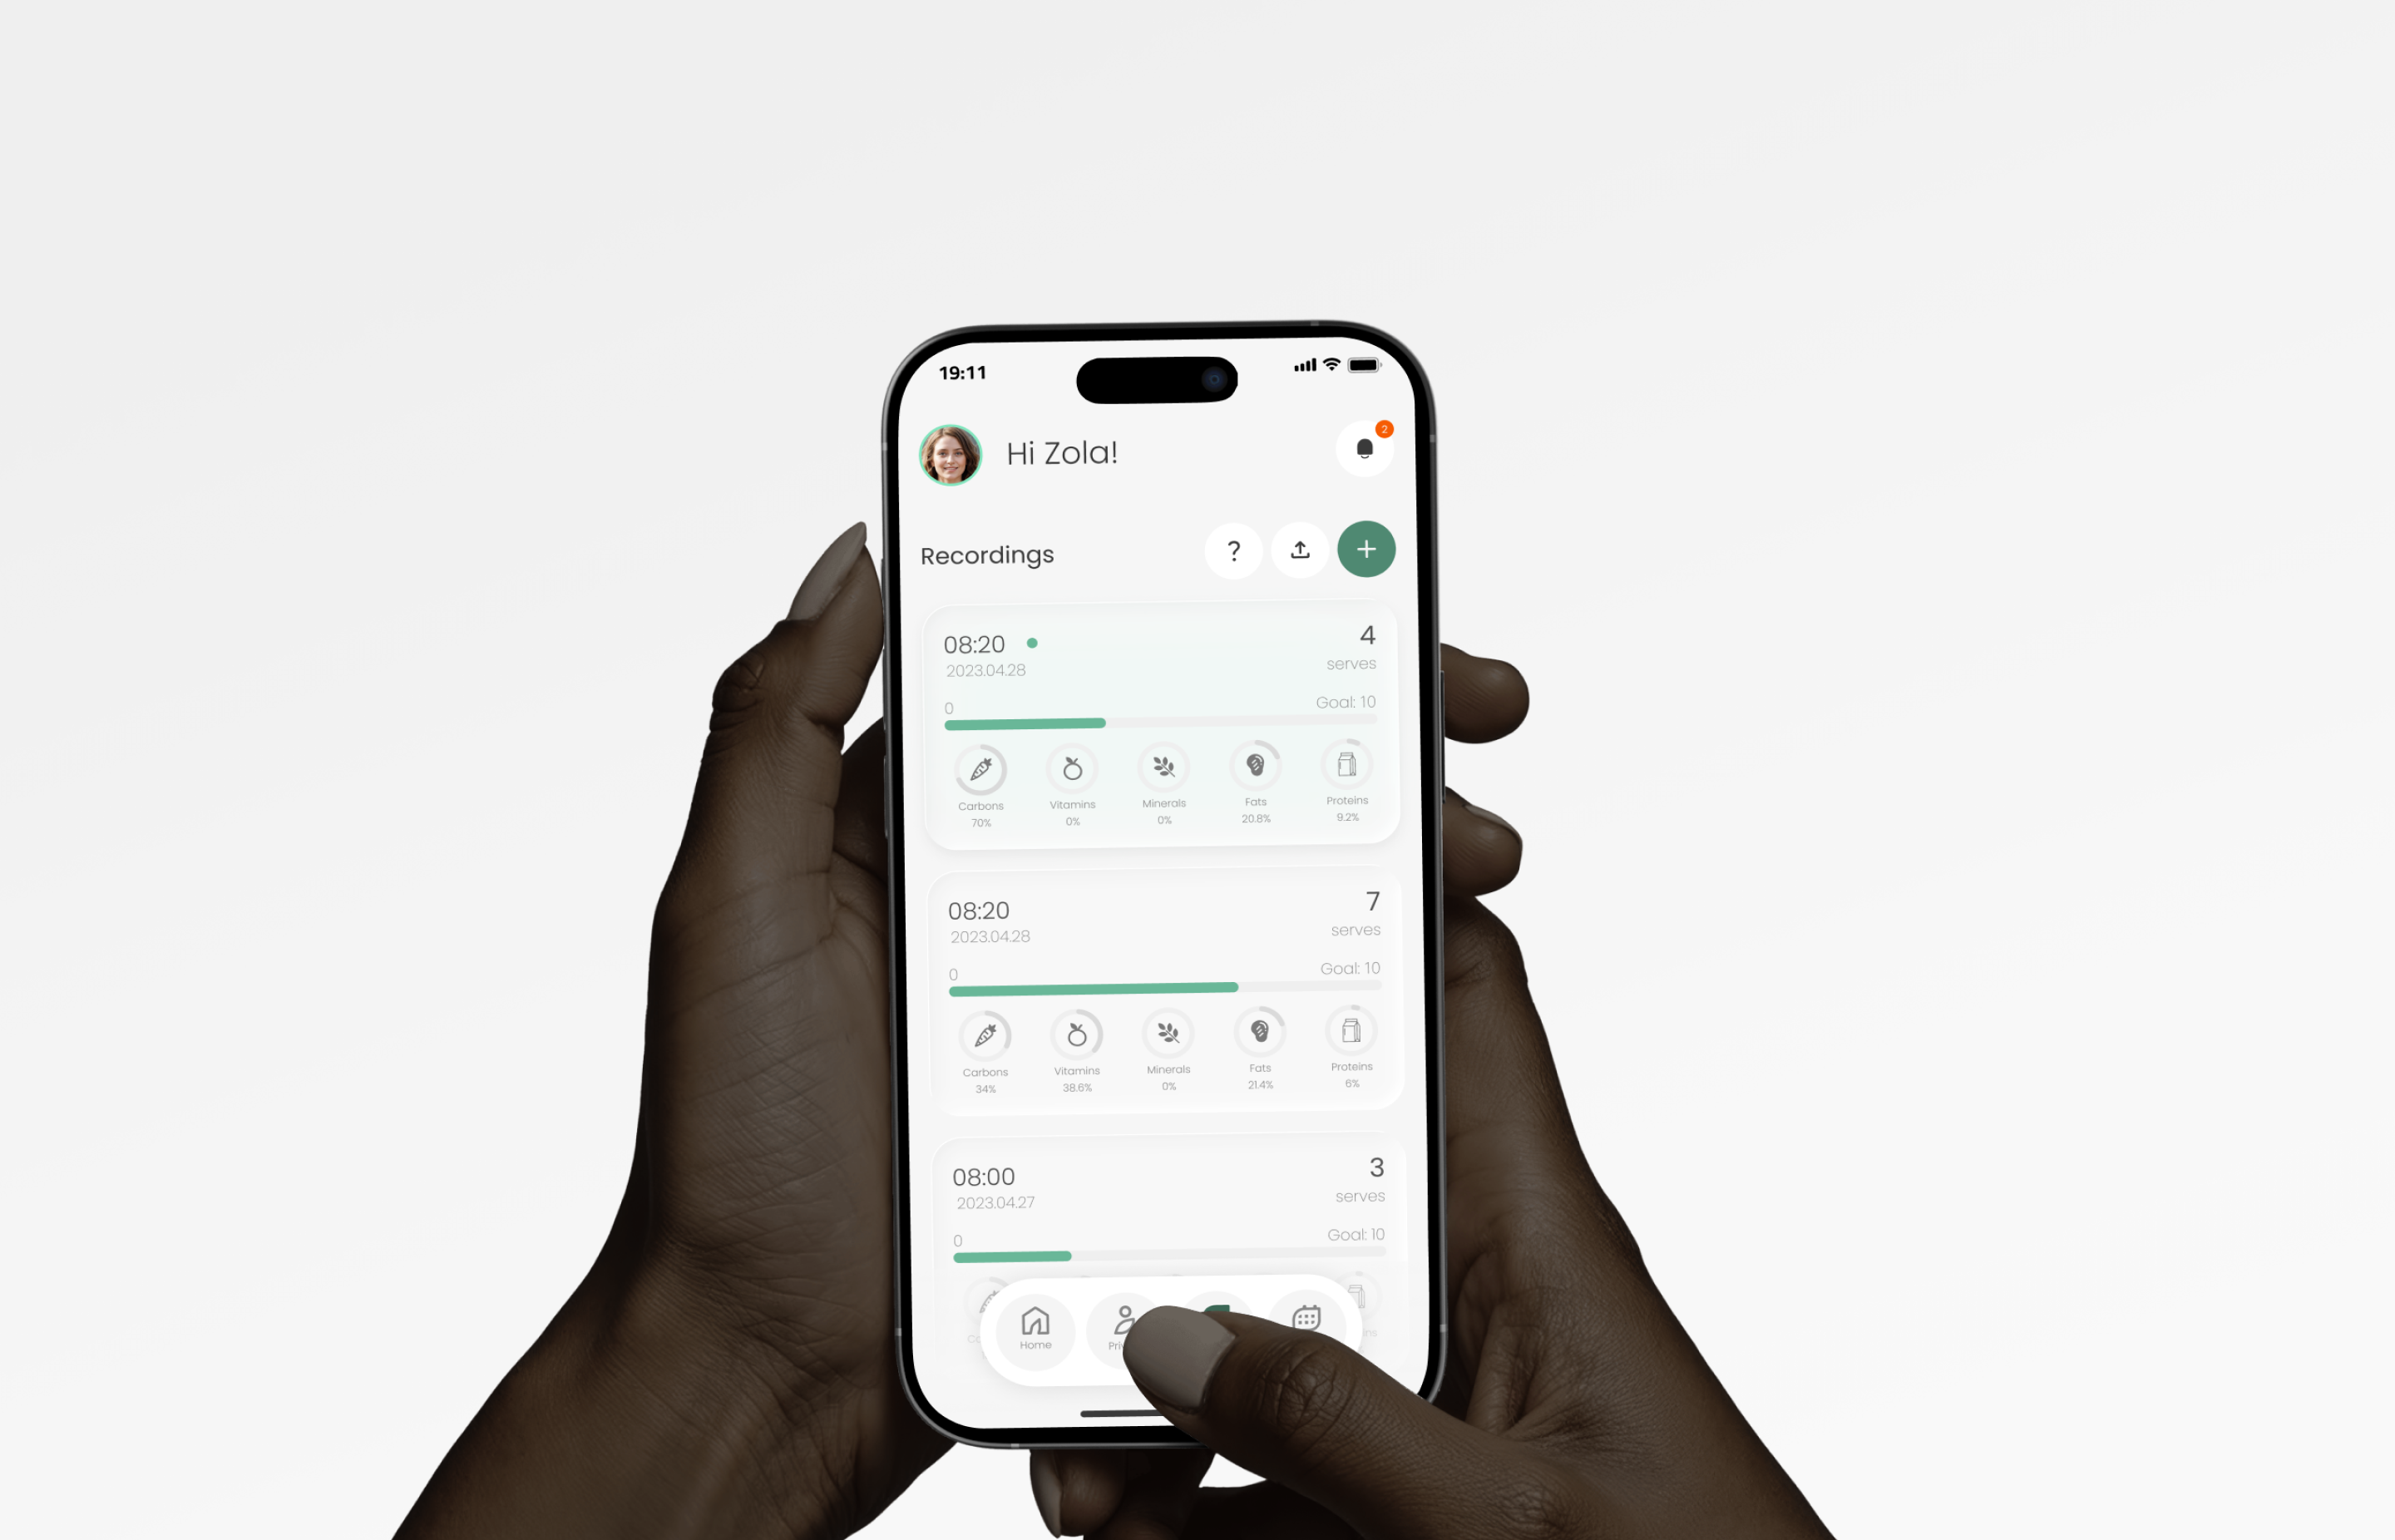 19:11
Hi Zola!
2
Recordings
?
08:20
4
2023.04.28
serves
0
Goal: 10
Carbons Vitamins Minerals Fats Proteins
70% 0% 0% 20.8% 9.2%
08:20
7
2023.04.28
serves
0
Goal: 10
Carbons Vitamins Minerals Fats Proteins
34% 38.6% 0% 21.4% 6%
08:00
3
2023.04.27
serves
0
Goal: 10
Home